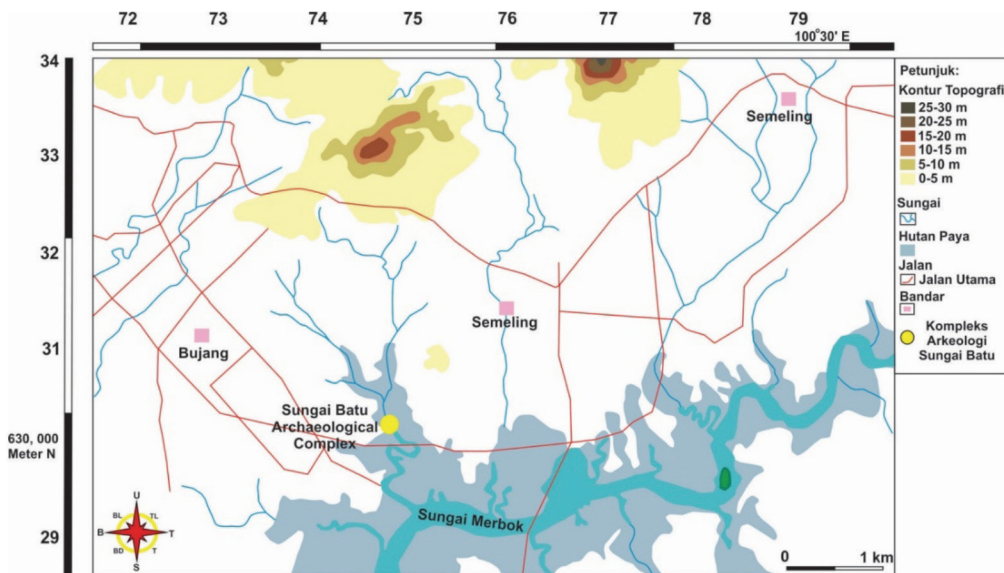 72 73 74 75 76 77 78 79
100°30' E
34
33
32
31
630, 000
Meter N
29
Semeling
Semeling
Bujang
Sungai Batu
Archaeological
Complex
Sungai Merbok
U
TL
T
T
S
BD
B
BL
0 1 km
Petunjuk:
Kontur Topografi
25-30 m
20-25 m
15-20 m
10-15 m
5-10 m
0-5 m
Sungai
Hutan Paya
Jalan
Jalan Utama
Bandar
Kompleks
Arkeologi
Sungai Batu